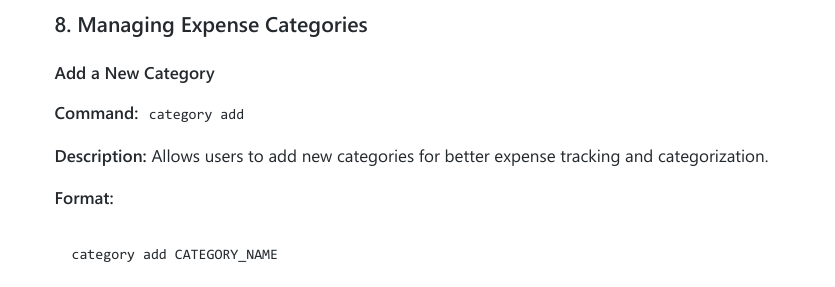 8. Managing Expense Categories
Add a New Category
Command: category add
Description: Allows users to add new categories for better expense tracking and categorization.
Format:
category add CATEGORY_NAME